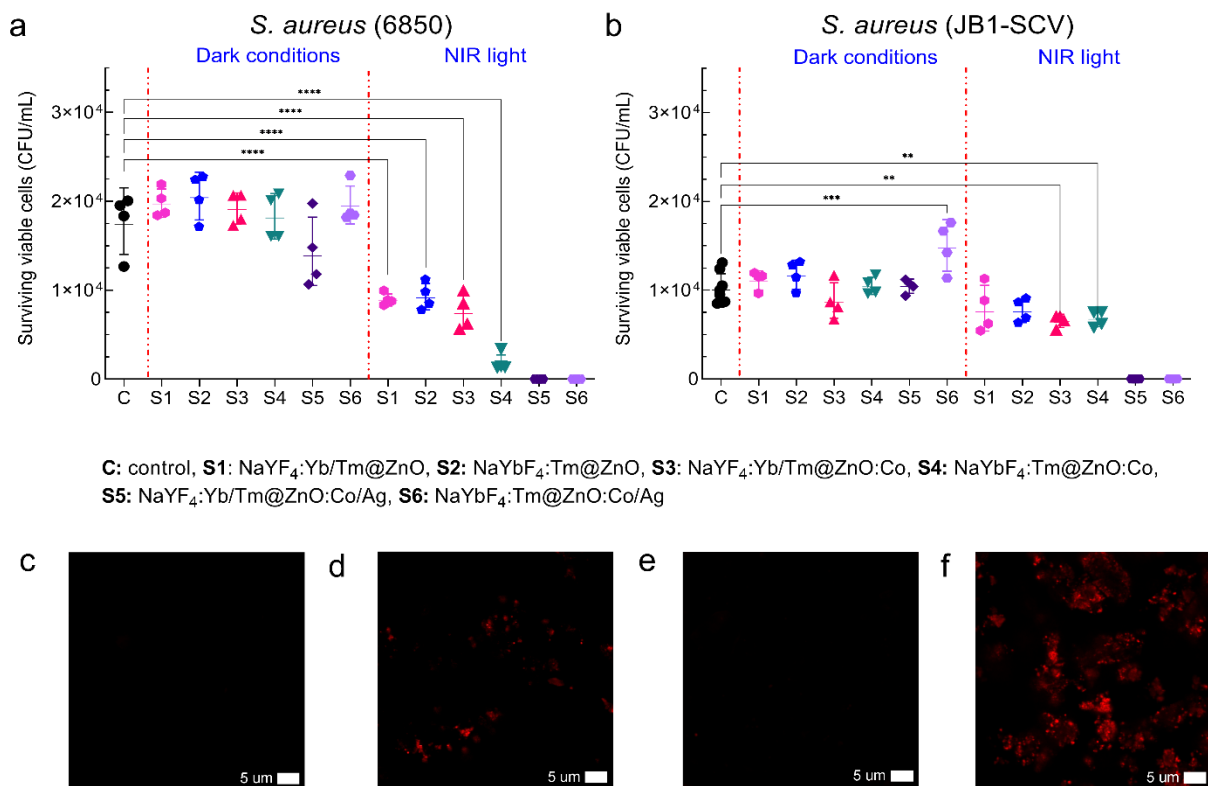 a
S. aureus (6850)
Dark conditions
NIR light
Surviving viable cells (CFU/mL)
3×10⁴
2×10⁴
1×10⁴
0
****
****
****
****
C S1 S2 S3 S4 S5 S6 S1 S2 S3 S4 S5 S6
b
S. aureus (JB1-SCV)
Dark conditions
NIR light
Surviving viable cells (CFU/mL)
3×10⁴
2×10⁴
1×10⁴
0
**
**
***
C S1 S2 S3 S4 S5 S6 S1 S2 S3 S4 S5 S6
C: control, S1: NaYF₄:Yb/Tm@ZnO, S2: NaYbF₄:Tm@ZnO, S3: NaYF₄:Yb/Tm@ZnO:Co, S4: NaYbF₄:Tm@ZnO:Co,
S5: NaYF₄:Yb/Tm@ZnO:Co/Ag, S6: NaYbF₄:Tm@ZnO:Co/Ag
c
5 um
d
5 um
e
5 um
f
5 um